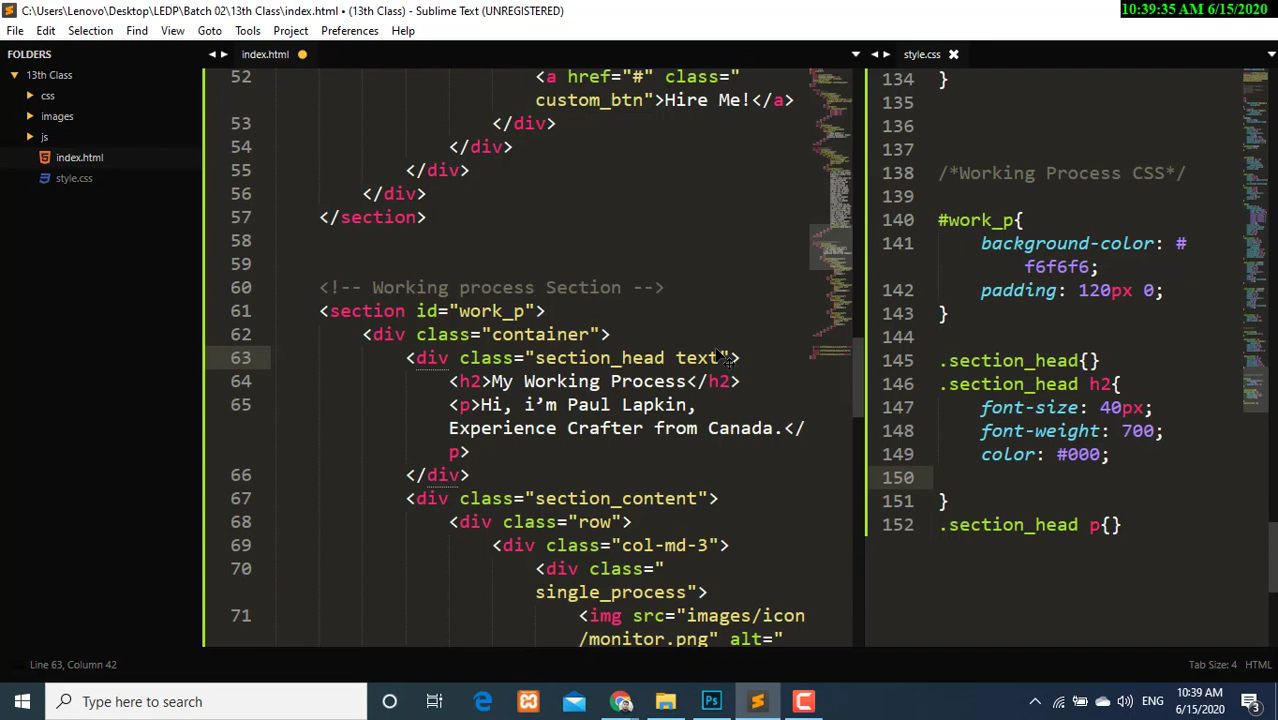 C:\Users\Lenovo\Desktop\LEDP\Batch 02\13th Class\index.html • (13th Class) - Sublime Text (UNREGISTERED)
10:39:35 AM 6/15/2020
File Edit Selection Find View Goto Tools Project Preferences Help
FOLDERS
13th Class
css
images
js
index.html
style.css
index.html
52 <a href="#" class="
custom_btn">Hire Me!</a>
53 </div>
54 </div>
55 </div>
56 </div>
57 </section>
58
59
60 <!-- Working process Section -->
61 <section id="work_p">
62 <div class="container">
63 <div class="section_head text">
64 <h2>My Working Process</h2>
65 <p>Hi, i’m Paul Lapkin,
Experience Crafter from Canada.</
p>
66 </div>
67 <div class="section_content">
68 <div class="row">
69 <div class="col-md-3">
70 <div class="
single_process">
71 <img src="images/icon
/monitor.png" alt="
style.css
134 }
135
136
137
138 /*Working Process CSS*/
139
140 #work_p{
141 background-color: #
f6f6f6;
142 padding: 120px 0;
143 }
144
145 .section_head{}
146 .section_head h2{
147 font-size: 40px;
148 font-weight: 700;
149 color: #000;
150
151 }
152 .section_head p{}
Line 63, Column 42
Tab Size: 4 HTML
Type here to search
ENG
10:39 AM
6/15/2020
3